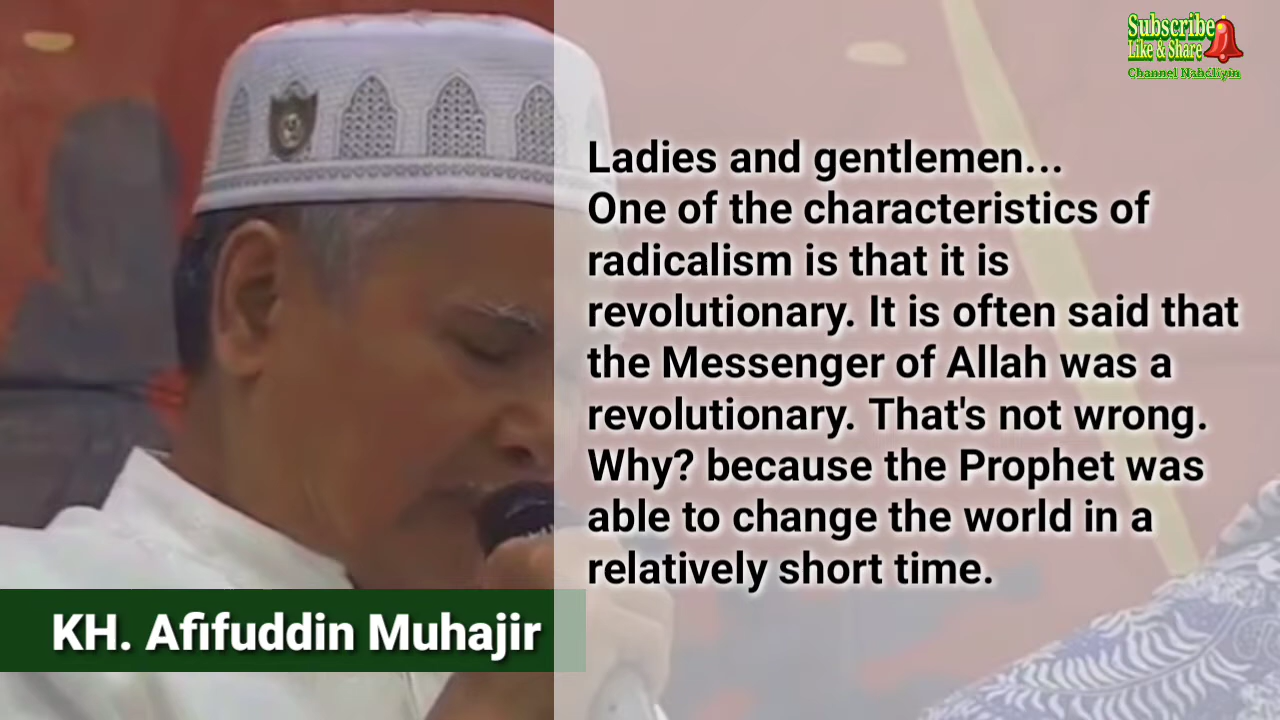 Subscribe
Like & Share
Channel Nahdliyin
Ladies and gentlemen...
One of the characteristics of
radicalism is that it is
revolutionary. It is often said that
the Messenger of Allah was a
revolutionary. That's not wrong.
Why? because the Prophet was
able to change the world in a
relatively short time.
KH. Afifuddin Muhajir